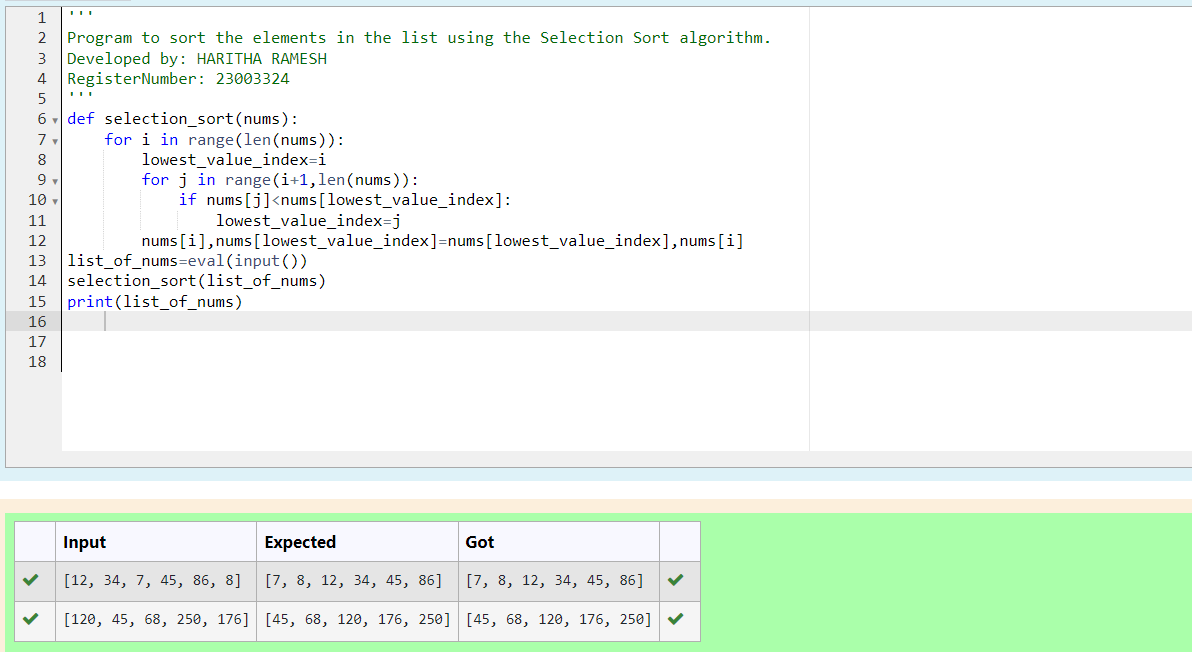 1 '''
2 Program to sort the elements in the list using the Selection Sort algorithm.
3 Developed by: HARITHA RAMESH
4 RegisterNumber: 23003324
5 '''
6 def selection_sort(nums):
7     for i in range(len(nums)):
8         lowest_value_index=i
9         for j in range(i+1,len(nums)):
10             if nums[j]<nums[lowest_value_index]:
11                 lowest_value_index=j
12         nums[i],nums[lowest_value_index]=nums[lowest_value_index],nums[i]
13 list_of_nums=eval(input())
14 selection_sort(list_of_nums)
15 print(list_of_nums)
16
17
18
Input Expected Got
[12, 34, 7, 45, 86, 8] [7, 8, 12, 34, 45, 86] [7, 8, 12, 34, 45, 86]
[120, 45, 68, 250, 176] [45, 68, 120, 176, 250] [45, 68, 120, 176, 250]